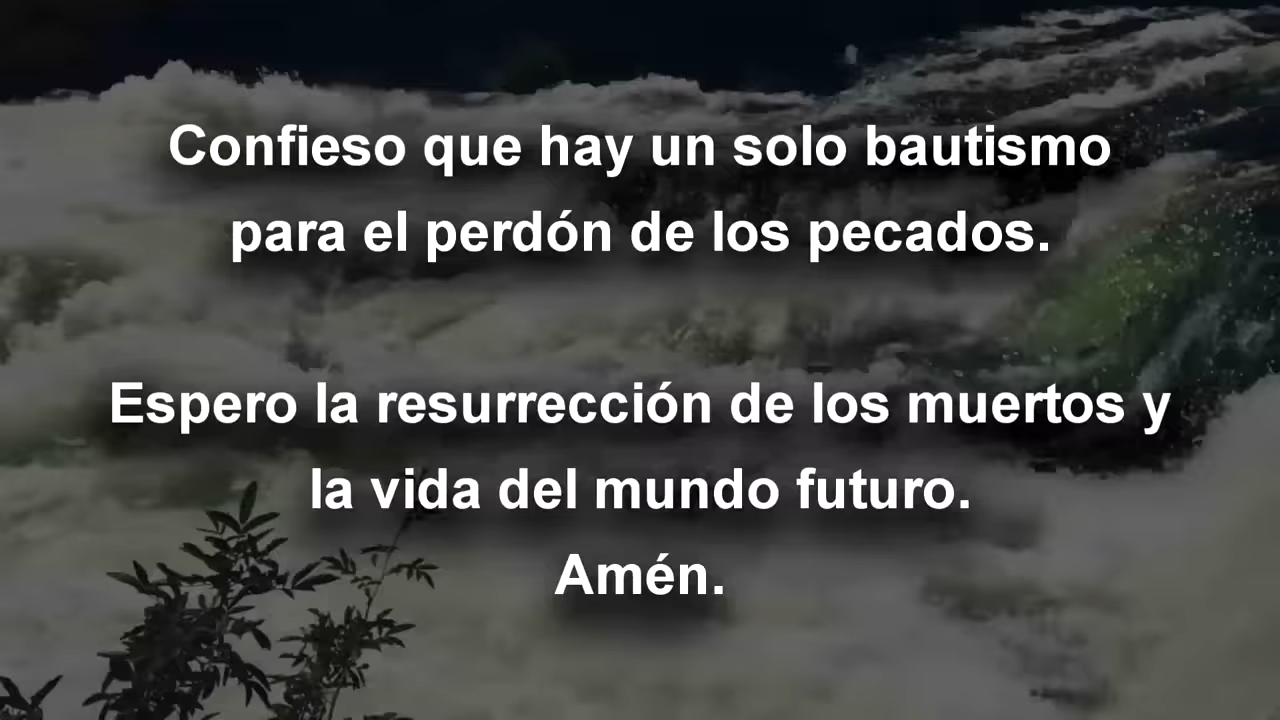 Confieso que hay un solo bautismo
para el perdón de los pecados.
Espero la resurrección de los muertos y
la vida del mundo futuro.
Amén.